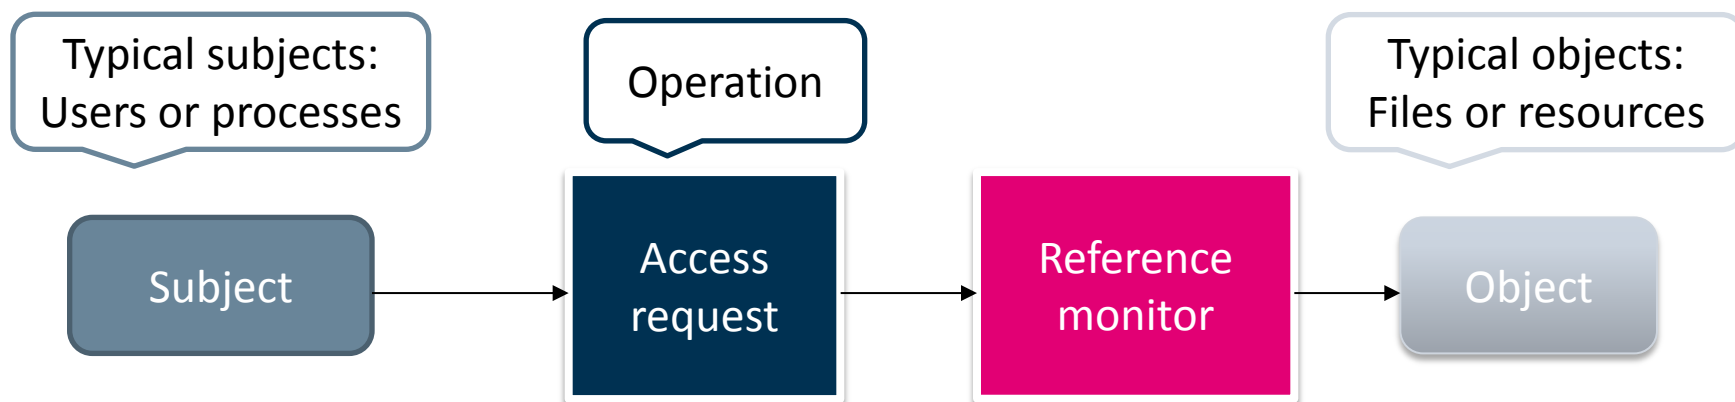 Typical subjects:
Users or processes
Operation
Typical objects:
Files or resources
Subject
Access
request
Reference
monitor
Object